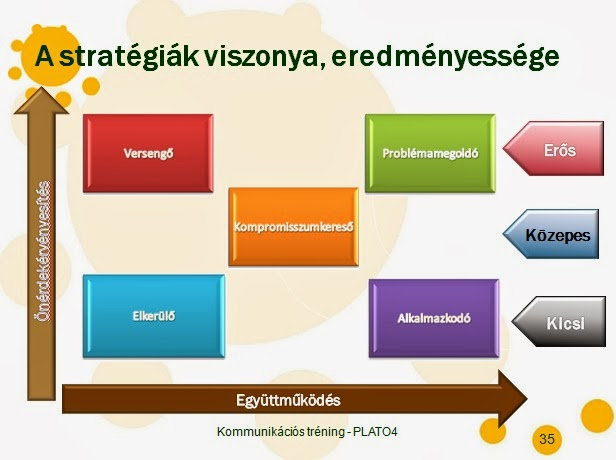 A stratégiák viszonya, eredményessége
Önérdekérvényesítés
Versengő
Problémamegoldó
Erős
Kompromisszumkereső
Közepes
Elkerülő
Alkalmazkodó
Kicsi
Együttműködés
Kommunikációs tréning - PLATO4
35